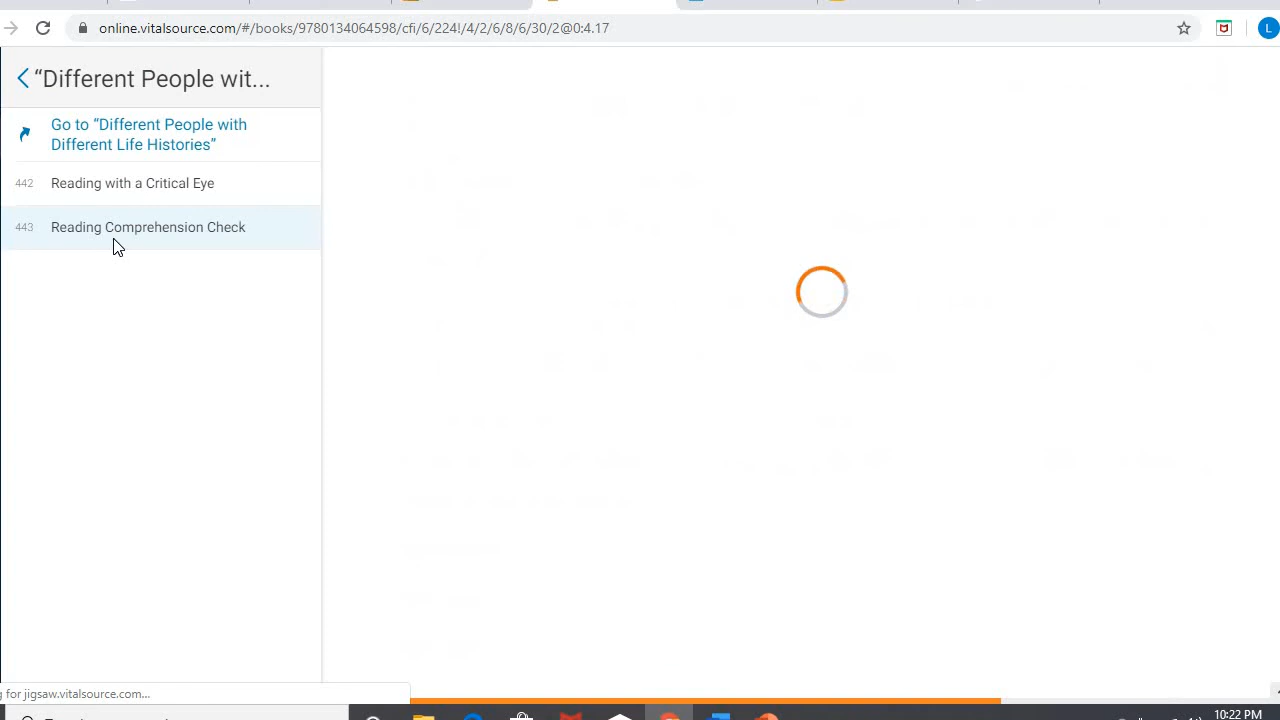 online.vitalsource.com/#/books/9780134064598/cfi/6/224!/4/2/6/8/6/30/2@0:4.17
L
“Different People wit...
Go to “Different People with
Different Life Histories”
442 Reading with a Critical Eye
443 Reading Comprehension Check
g for jigsaw.vitalsource.com...
10:22 PM